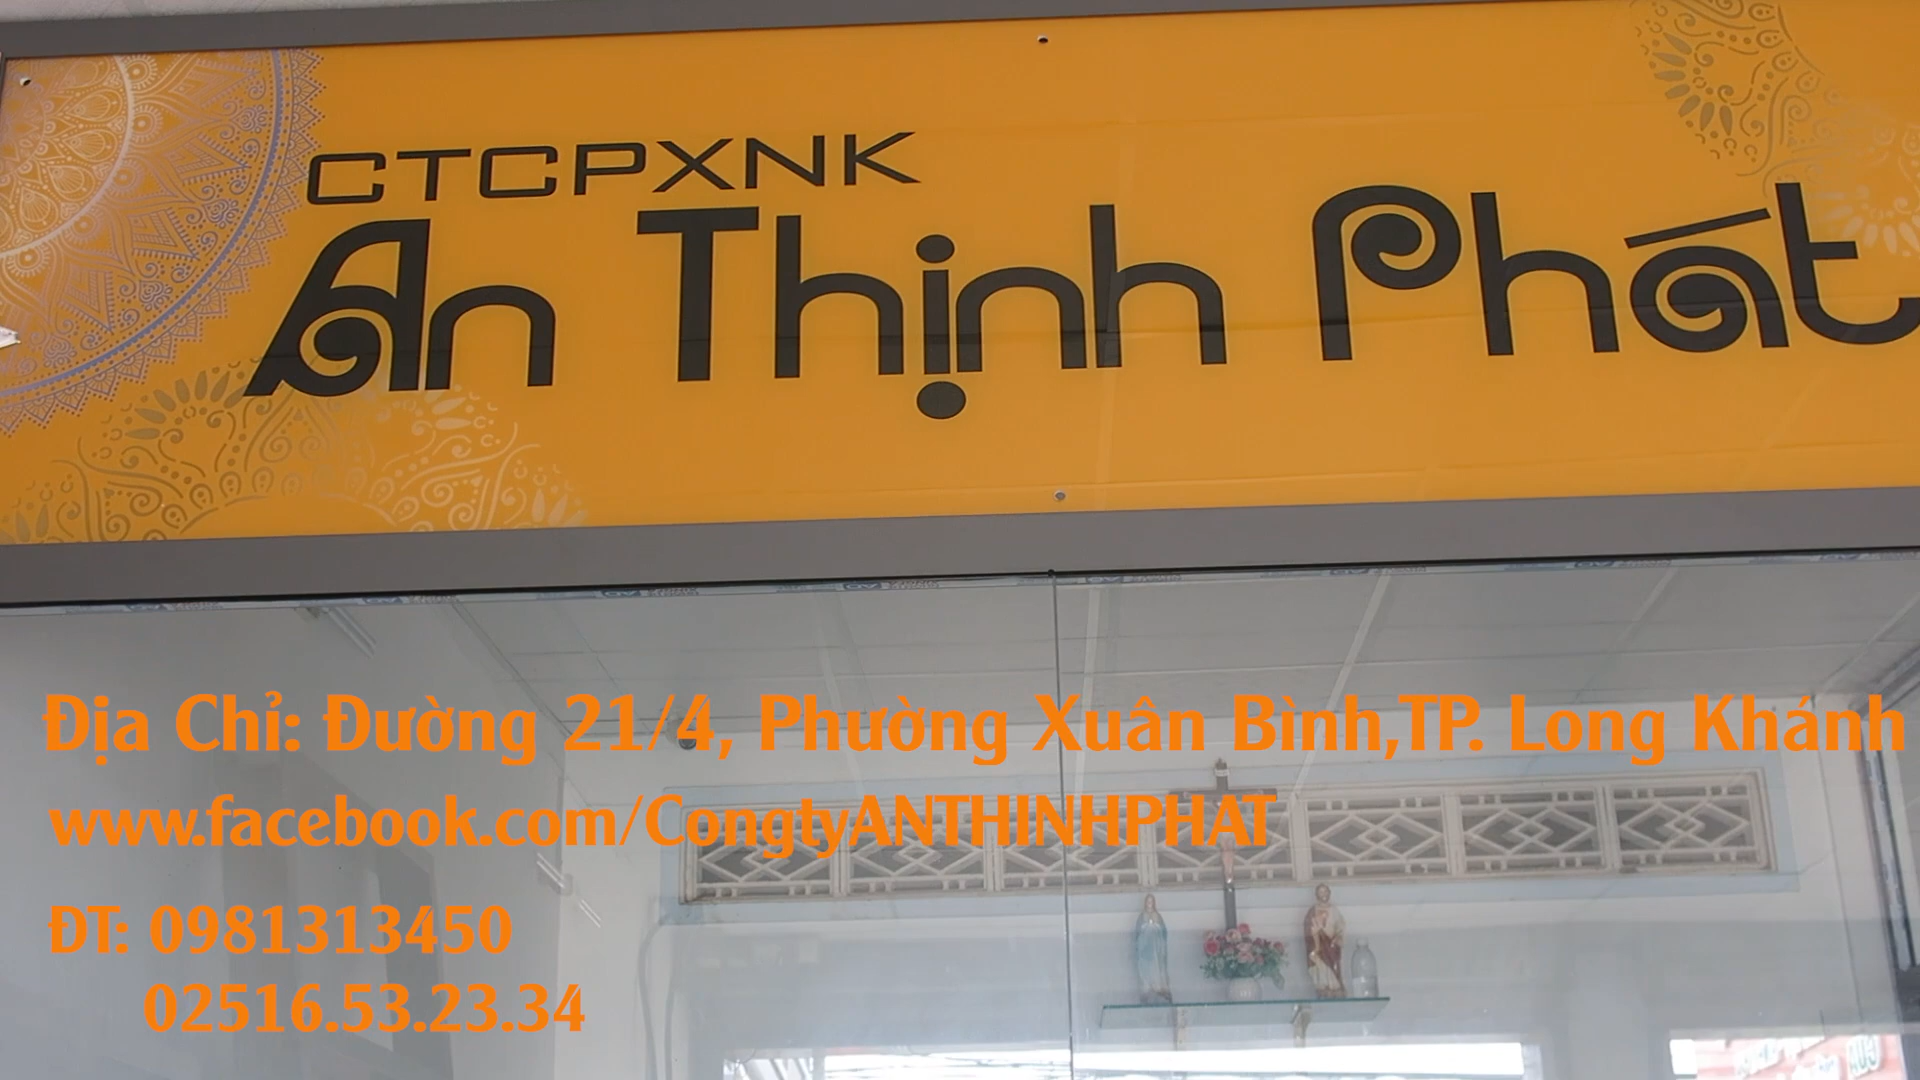 CTCPXNK
An Thịnh Phát
Địa Chỉ: Đường 21/4, Phường Xuân Bình,TP. Long Khánh
www.facebook.com/CongtyANTHINHPHAT
ĐT: 0981313450
02516.53.23.34